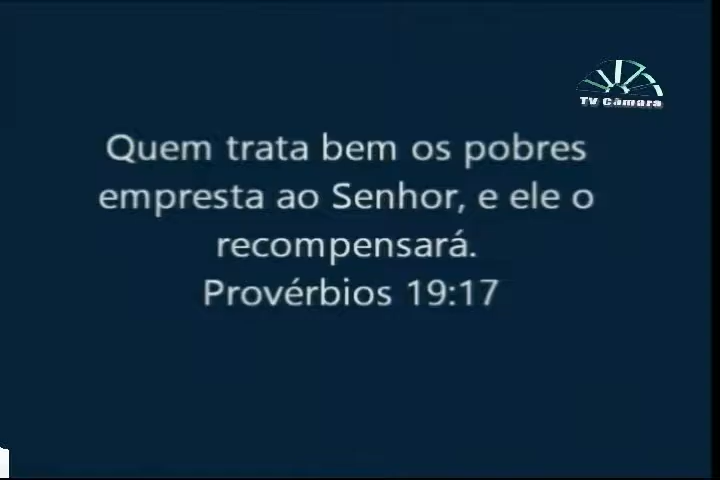 TV Câmara
Quem trata bem os pobres
empresta ao Senhor, e ele o
recompensará.
Provérbios 19:17